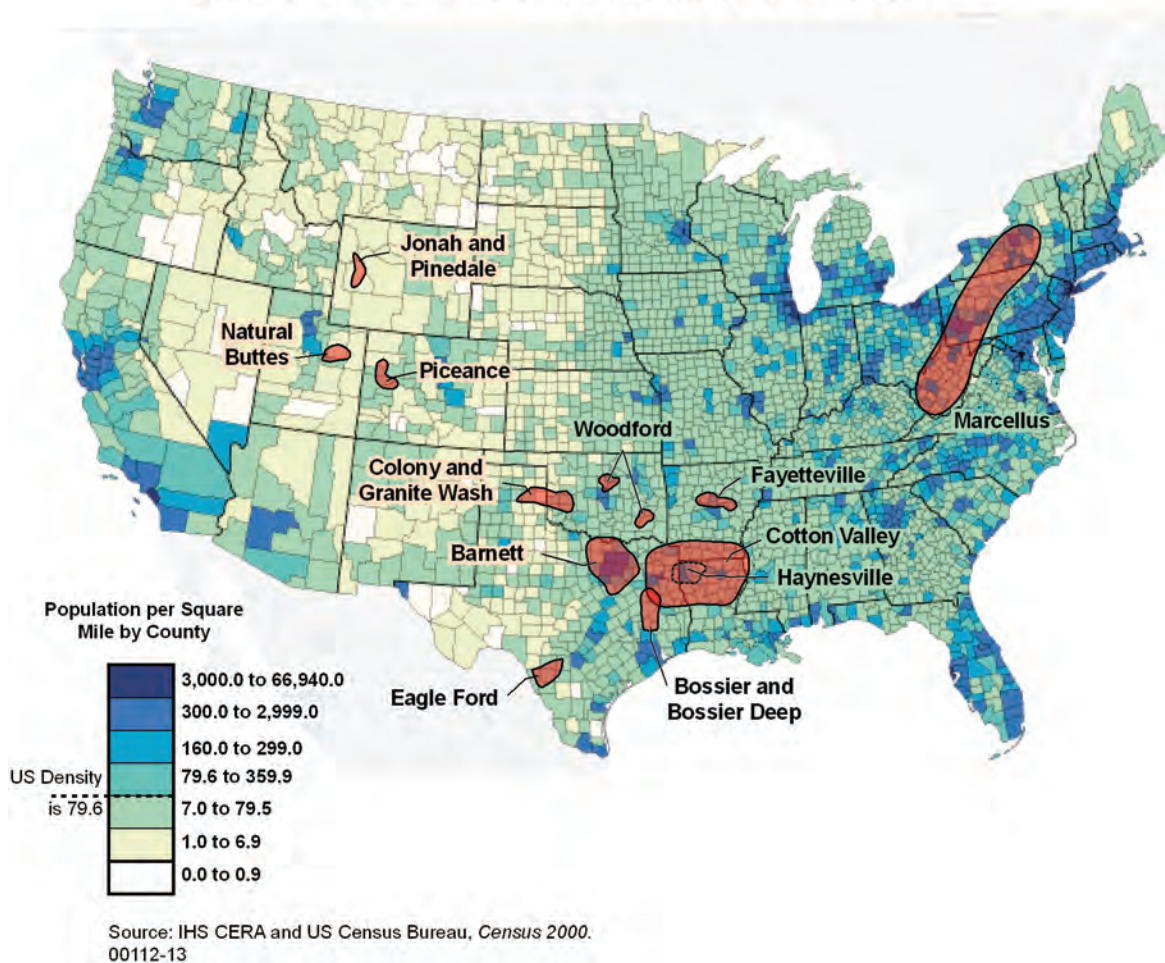 Jonah and
Pinedale
Natural
Buttes
Piceance
Woodford
Marcellus
Colony and
Granite Wash
Fayetteville
Cotton Valley
Barnett
Haynesville
Population per Square
Mile by County
3,000.0 to 66,940.0
300.0 to 2,999.0
160.0 to 299.0
79.6 to 359.9
US Density
is 79.6
7.0 to 79.5
1.0 to 6.9
0.0 to 0.9
Eagle Ford
Bossier and
Bossier Deep
Source: IHS CERA and US Census Bureau, Census 2000.
00112-13